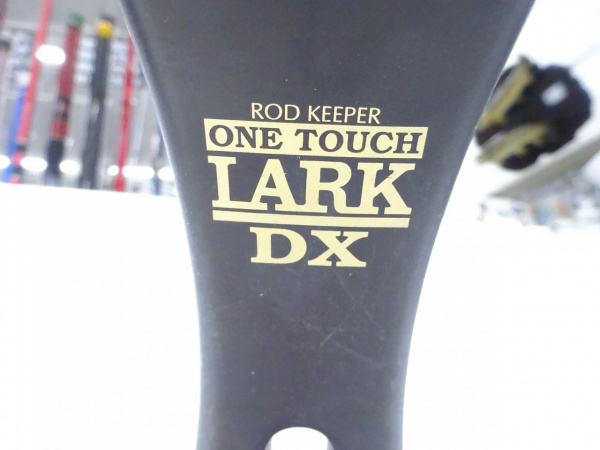 ROD KEEPER
ONE TOUCH
LARK
DX